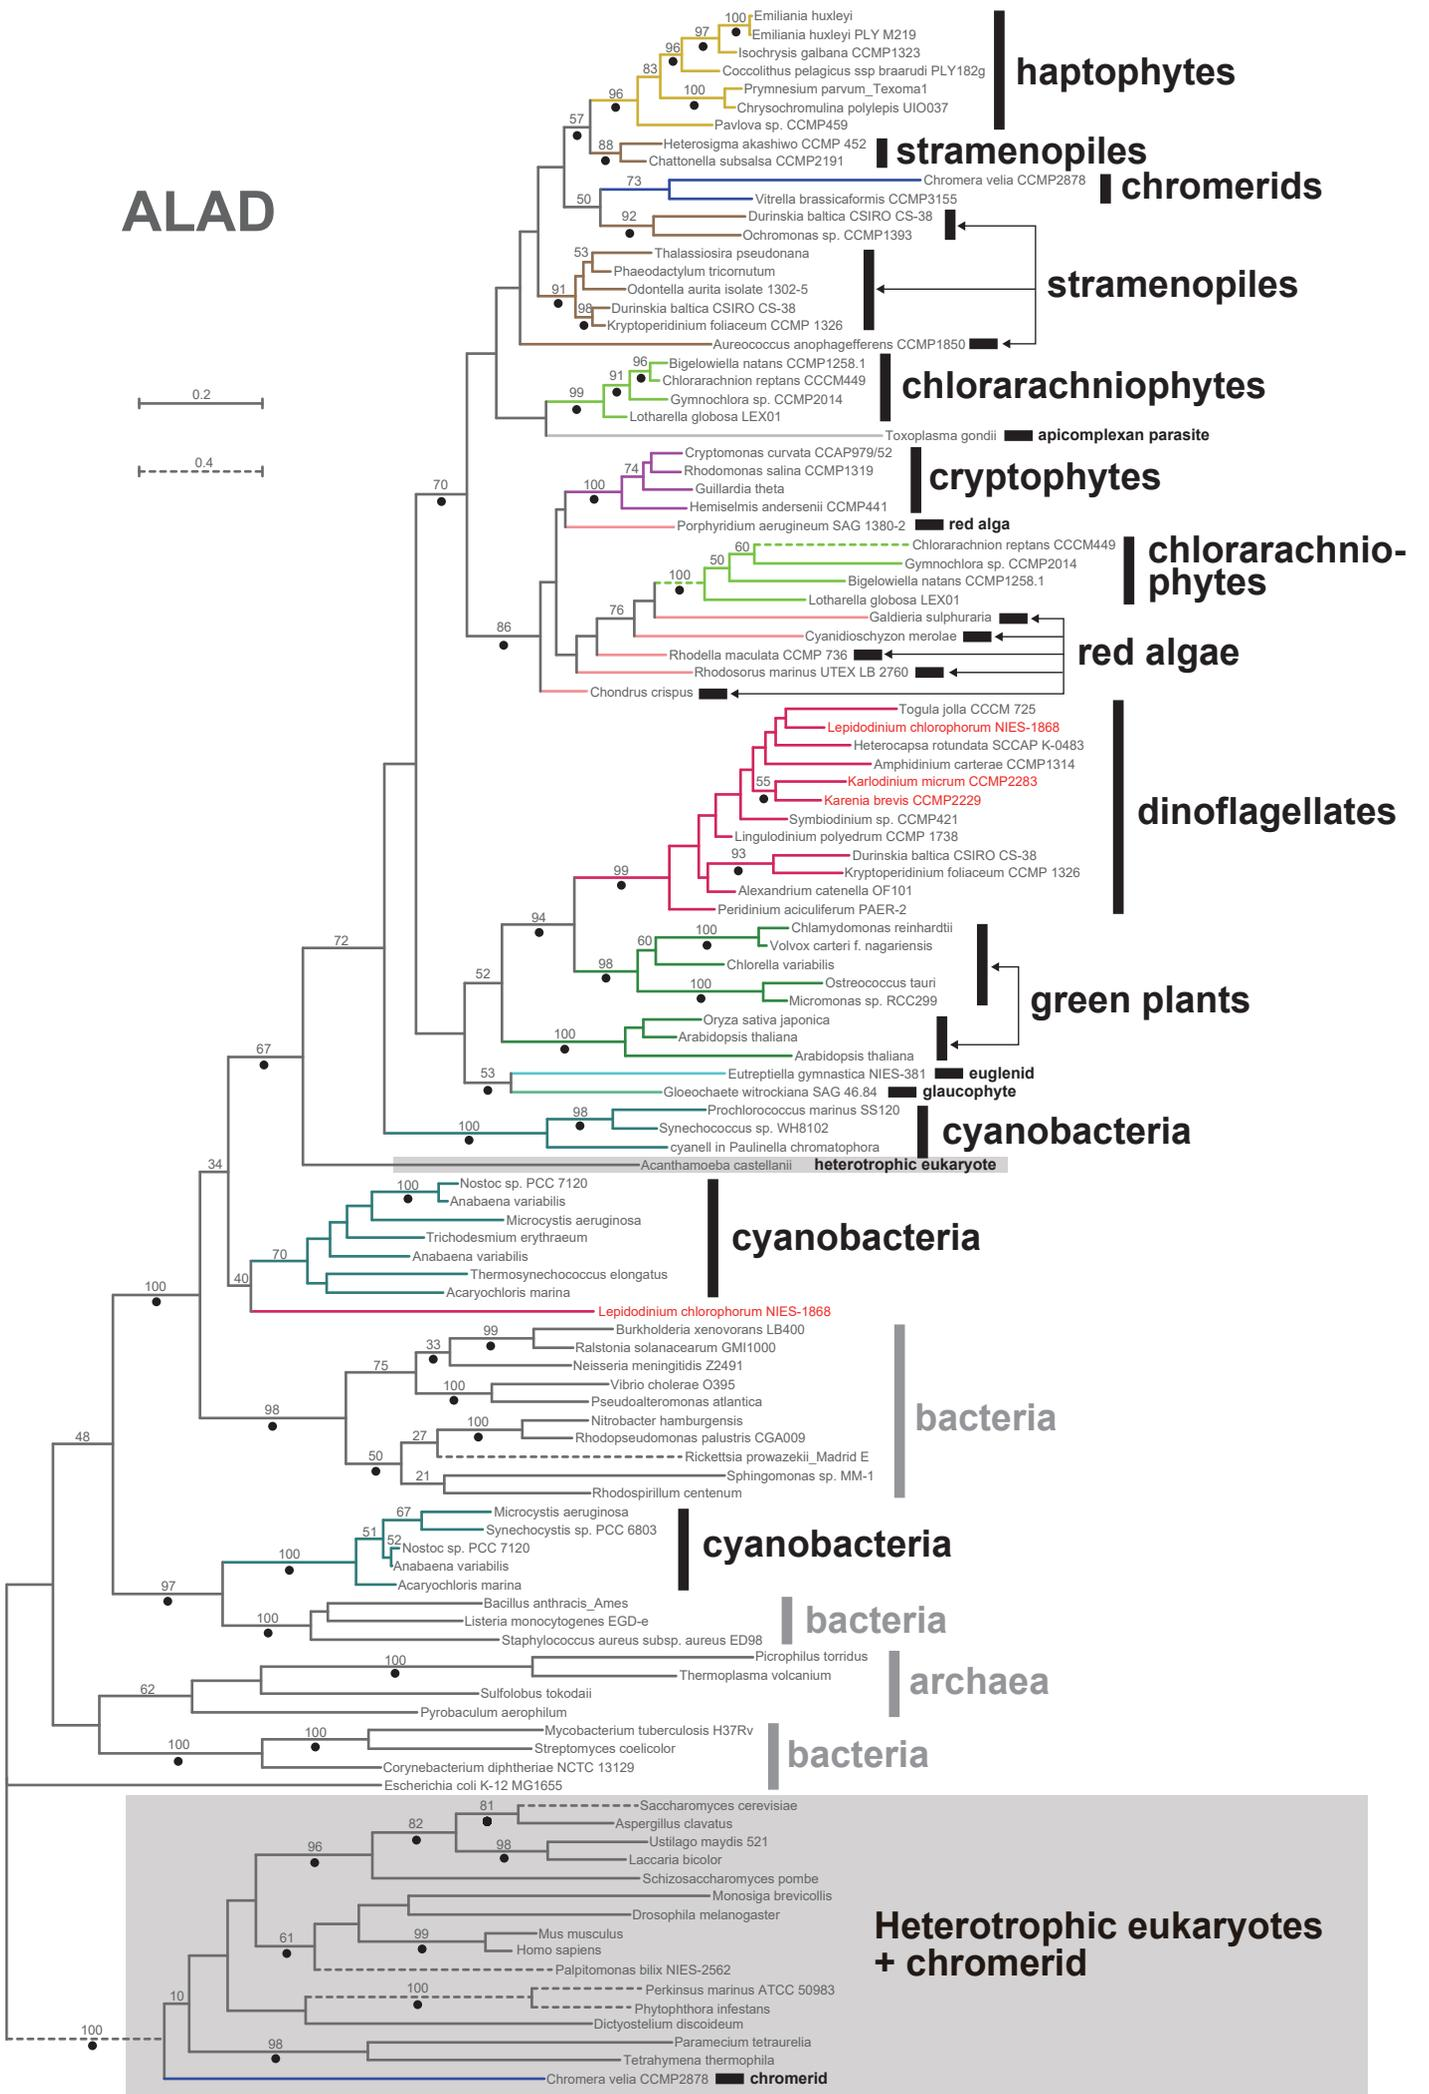 100 Emiliania huxleyi
97 Emiliania huxleyi PLY M219
96 Isochrysis galbana CCMP1323
83 Coccolithus pelagicus ssp braarudi PLY182g
haptophytes
100 Prymnesium parvum_Texoma1
96 Chrysochromulina polylepis UIO037
57 Pavlova sp. CCMP459
88 Heterosigma akashiwo CCMP 452
stramenopiles
Chattonella subsalsa CCMP2191
73 Chromera velia CCMP2878
chromerids
50 Vitrella brassicaformis CCMP3155
ALAD
92 Durinskia baltica CSIRO CS-38
Ochromonas sp. CCMP1393
53 Thalassiosira pseudonana
Phaeodactylum tricornutum
stramenopiles
91 Odontella aurita isolate 1302-5
98 Durinskia baltica CSIRO CS-38
Kryptoperidinium foliaceum CCMP 1326
Aureococcus anophagefferens CCMP1850
96 Bigelowiella natans CCMP1258.1
91 Chlorarachnion reptans CCCM449
chlorarachniophytes
0.2
99 Gymnochlora sp. CCMP2014
Lotharella globosa LEX01
Toxoplasma gondii apicomplexan parasite
Cryptomonas curvata CCAP979/52
0.4
74 Rhodomonas salina CCMP1319
cryptophytes
70
100 Guillardia theta
Hemiselmis andersenii CCMP441
Porphyridium aerugineum SAG 1380-2 red alga
60 Chlorarachnion reptans CCCM449
chlorarachnio-
phytes
50 Gymnochlora sp. CCMP2014
100 Bigelowiella natans CCMP1258.1
Lotharella globosa LEX01
76 Galdieria sulphuraria
86 Cyanidioschyzon merolae
red algae
Rhodella maculata CCMP 736
Rhodosorus marinus UTEX LB 2760
Chondrus crispus
Togula jolla CCCM 725
Lepidodinium chlorophorum NIES-1868
Heterocapsa rotundata SCCAP K-0483
Amphidinium carterae CCMP1314
55 Karlodinium micrum CCMP2283
Karenia brevis CCMP2229
dinoflagellates
Symbiodinium sp. CCMP421
Lingulodinium polyedrum CCMP 1738
93 Durinskia baltica CSIRO CS-38
99 Kryptoperidinium foliaceum CCMP 1326
Alexandrium catenella OF101
Peridinium aciculiferum PAER-2
94
100 Chlamydomonas reinhardtii
72
60 Volvox carteri f. nagariensis
98 Chlorella variabilis
52
100 Ostreococcus tauri
Micromonas sp. RCC299
green plants
Oryza sativa japonica
100 Arabidopsis thaliana
67
Arabidopsis thaliana
53 Eutreptiella gymnastica NIES-381 euglenid
Gloeochaete witrockiana SAG 46.84 glaucophyte
98 Prochlorococcus marinus SS120
100 Synechococcus sp. WH8102
cyanobacteria
cyanell in Paulinella chromatophora
34
Acanthamoeba castellanii heterotrophic eukaryote
100 Nostoc sp. PCC 7120
Anabaena variabilis
Microcystis aeruginosa
Trichodesmium erythraeum
cyanobacteria
70 Anabaena variabilis
40 Thermosynechococcus elongatus
100 Acaryochloris marina
Lepidodinium chlorophorum NIES-1868
99 Burkholderia xenovorans LB400
33 Ralstonia solanacearum GMI1000
75 Neisseria meningitidis Z2491
100 Vibrio cholerae O395
Pseudoalteromonas atlantica
98
100 Nitrobacter hamburgensis
bacteria
48
27 Rhodopseudomonas palustris CGA009
50 Rickettsia prowazekii_Madrid E
21 Sphingomonas sp. MM-1
Rhodospirillum centenum
67 Microcystis aeruginosa
51 Synechocystis sp. PCC 6803
52 Nostoc sp. PCC 7120
cyanobacteria
100 Anabaena variabilis
97 Acaryochloris marina
Bacillus anthracis_Ames
100 Listeria monocytogenes EGD-e
bacteria
Staphylococcus aureus subsp. aureus ED98
100 Picrophilus torridus
Thermoplasma volcanium
archaea
62 Sulfolobus tokodaii
Pyrobaculum aerophilum
100 Mycobacterium tuberculosis H37Rv
100 Streptomyces coelicolor
bacteria
Corynebacterium diphtheriae NCTC 13129
Escherichia coli K-12 MG1655
81 Saccharomyces cerevisiae
82 Aspergillus clavatus
96 98 Ustilago maydis 521
Laccaria bicolor
Schizosaccharomyces pombe
Monosiga brevicollis
Drosophila melanogaster
Heterotrophic eukaryotes
+ chromerid
61 99 Mus musculus
Homo sapiens
Palpitomonas bilix NIES-2562
100 Perkinsus marinus ATCC 50983
10 Phytophthora infestans
Dictyostelium discoideum
100 98 Paramecium tetraurelia
Tetrahymena thermophila
Chromera velia CCMP2878 chromerid